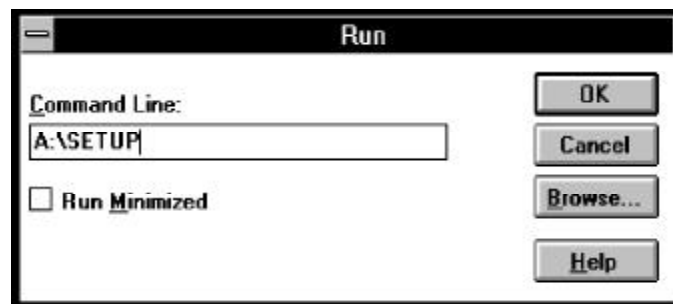 Run
Command Line:
A:\SETUP
Run Minimized
OK
Cancel
Browse...
Help